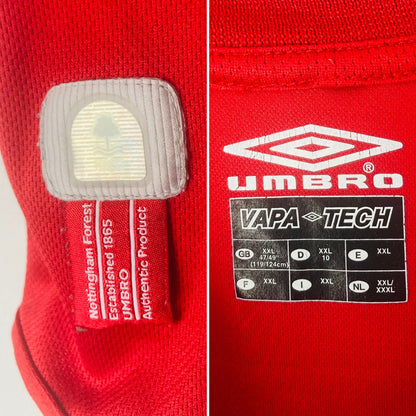 Nottingham Forest
Established 1865
UMBRO
Authentic Product
UMBRO®
VAPA TECH
GB XXL 47/49" (119/124cm)
D XXL 10
E XXL
F XXL
I XXL
NL XXL/XXXL